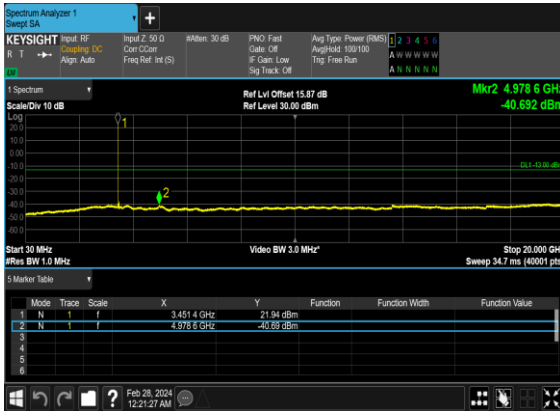 Spectrum Analyzer 1
Swept SA
+
KEYSIGHT Input: RF Input Z: 50 Ω #Atten: 30 dB PNO: Fast Avg Type: Power (RMS) 1 2 3 4 5 6
R T Coupling: DC Corr CCorr Gate: Off Avg|Hold: 100/100 A W W W W W
Align: Auto Freq Ref: Int (S) IF Gain: Low Trig: Free Run
Sig Track: Off A N N N N N
1 Spectrum
Ref Lvl Offset 15.87 dB Mkr2 4.978 6 GHz
Scale/Div 10 dB Ref Level 30.00 dBm -40.692 dBm
Log
1
20.0
10.0
0.00
-10.0
DL1 -13.00 dBm
-20.0
-30.0
2
-40.0
-50.0
-60.0
Start 30 MHz Video BW 3.0 MHz* Stop 20.000 GH
#Res BW 1.0 MHz Sweep 34.7 ms (40001 pts
5 Marker Table
Mode Trace Scale X Y Function Function Width Function Value
1 N 1 f 3.451 4 GHz 21.94 dBm
2 N 1 f 4.978 6 GHz -40.69 dBm
3
4
5
6
? Feb 28, 2024
12:21:27 AM